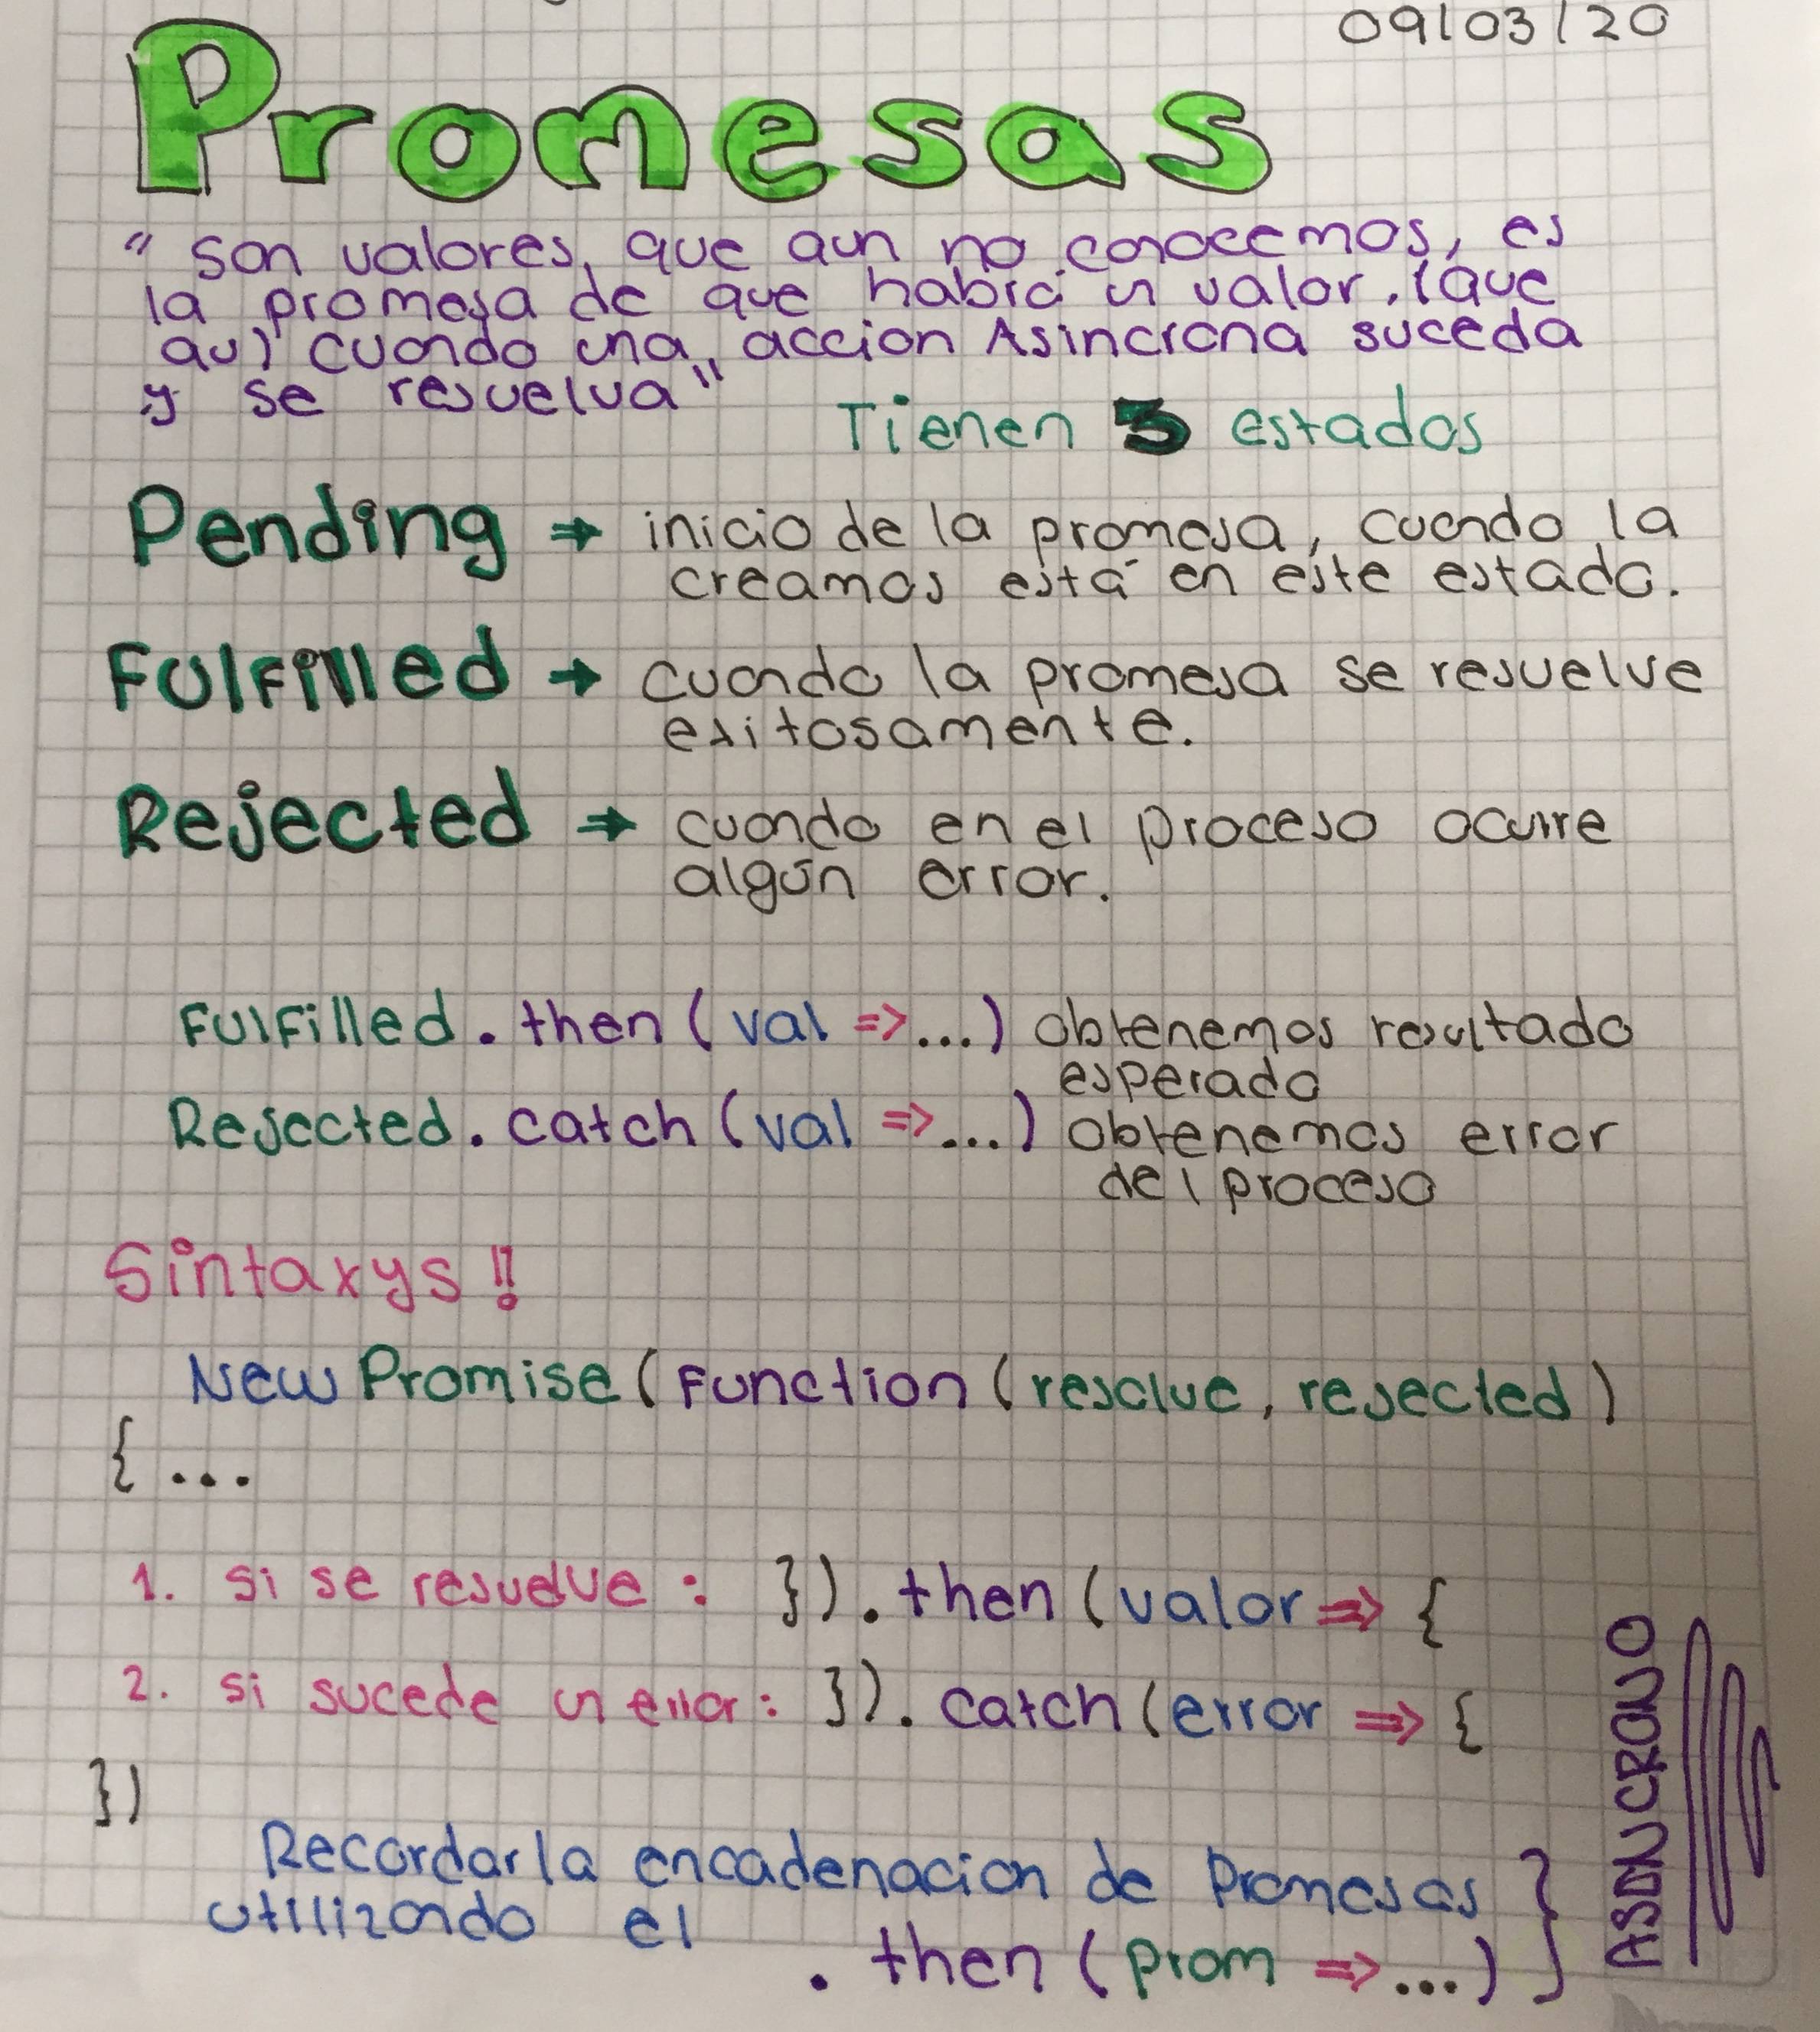 09/03/20
Promesas
" son valores, que aun no conocemos, es
la promesa de que habrá un valor, (que
aún) cuando una accion Asincrona suceda
y se resuelva"
Tienen 3 estados
Pending → inicio de la promesa, cuando la
creamos está en este estado.
Fulfilled → cuando la promesa se resuelve
exitosamente.
Rejected → cuando en el proceso ocurre
algún error.
Fulfilled.then(val =>...) obtenemos resultado
esperado
Rejected.catch(val =>...) obtenemos error
del proceso
Sintaxys!!
New Promise(Function(resolve, rejected)
{ ...
1. si se resuelve : }).then(valor => {
2. si sucede un error : }).catch(error => {
})
Recordar la encadenacion de Promesas
utilizando el
.then(prom =>...) }
ASINCRONO